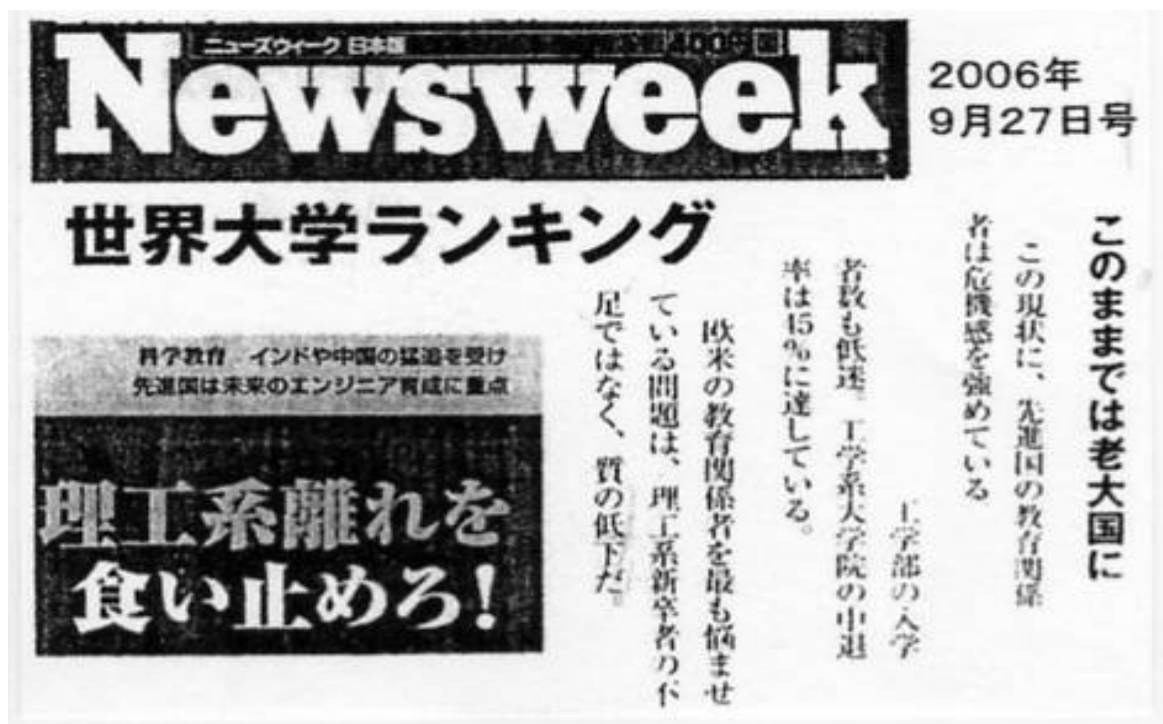 ニューズウィーク 日本版
Newsweek
2006年
9月27日号
世界大学ランキング
科学教育 インドや中国の猛追を受け
先進国は未来のエンジニア育成に重点
理工系離れを
食い止めろ!
このままでは老大国に
この現状に、先進国の教育関係
者は危機感を強めている
工学部の入学
者数も低迷。工学系大学院の中退
率は45%に達している。
欧米の教育関係者を最も悩ませ
ている問題は、理工系新卒者の不
足ではなく、質の低下だ。